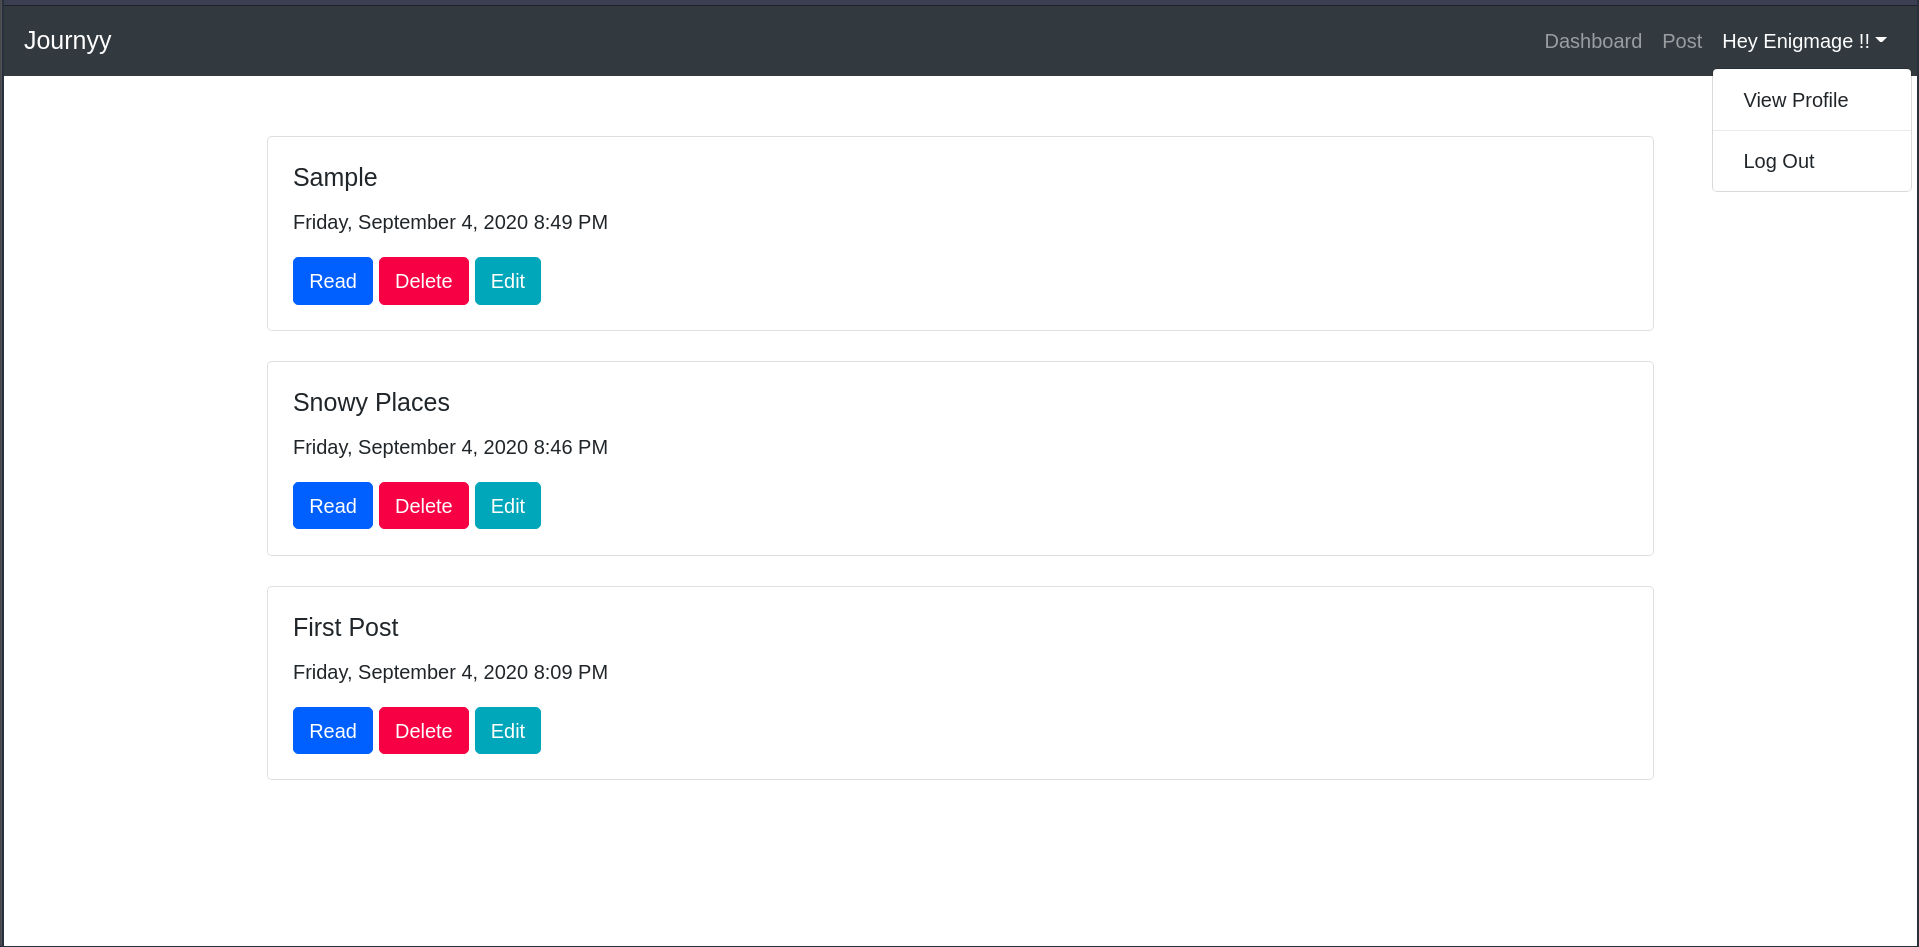 Journyy
Dashboard Post Hey Enigmage !!
View Profile
Log Out
Sample
Friday, September 4, 2020 8:49 PM
Read Delete Edit
Snowy Places
Friday, September 4, 2020 8:46 PM
Read Delete Edit
First Post
Friday, September 4, 2020 8:09 PM
Read Delete Edit